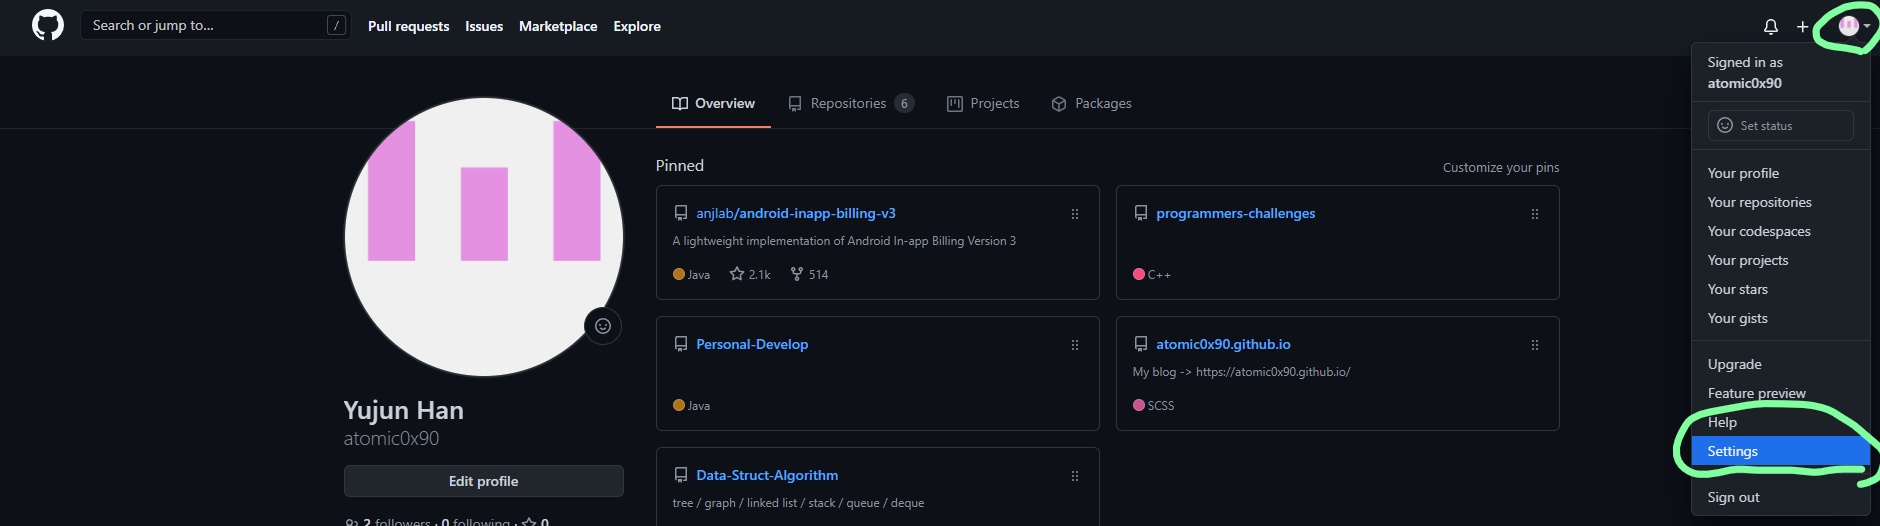 Search or jump to... /
Pull requests Issues Marketplace Explore
Signed in as
atomic0x90
Set status
Your profile
Your repositories
Your codespaces
Your projects
Your stars
Your gists
Upgrade
Feature preview
Help
Settings
Sign out
Overview Repositories 6 Projects Packages
Pinned Customize your pins
anjlab/android-inapp-billing-v3
A lightweight implementation of Android In-app Billing Version 3
Java 2.1k 514
programmers-challenges
C++
Personal-Develop
Java
atomic0x90.github.io
My blog -> https://atomic0x90.github.io/
SCSS
Data-Struct-Algorithm
tree / graph / linked list / stack / queue / deque
Yujun Han
atomic0x90
Edit profile
2 followers · 0 following · 0